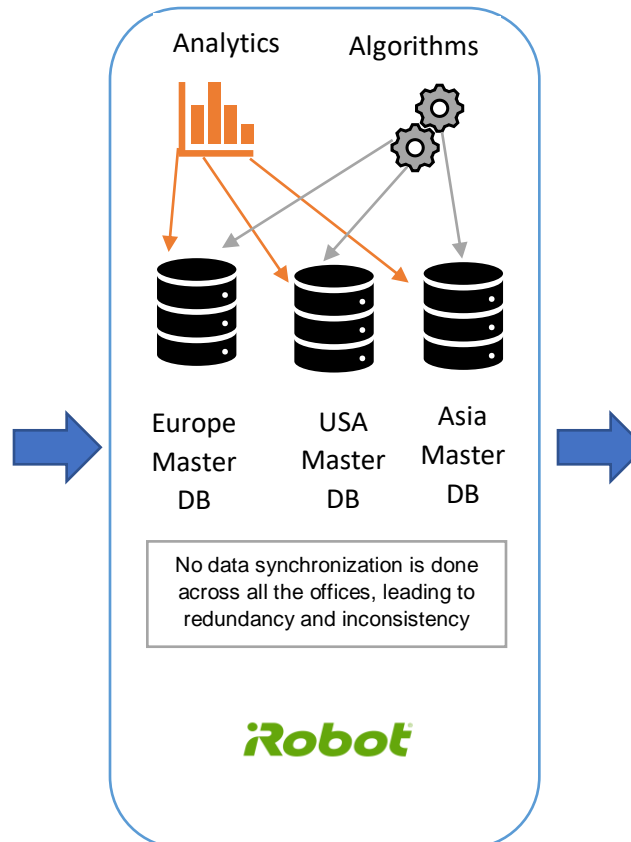 Analytics
Algorithms
Europe
Master
DB
USA
Master
DB
Asia
Master
DB
No data synchronization is done
across all the offices, leading to
redundancy and inconsistency
iRobot